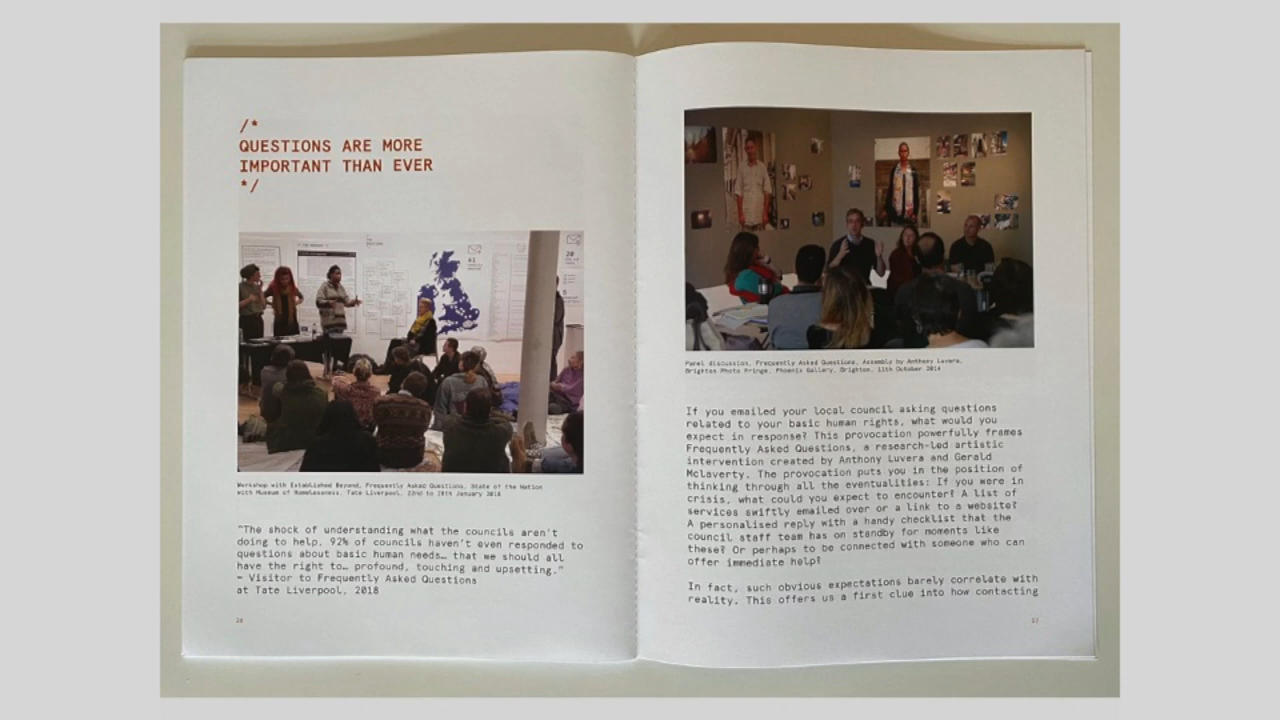 /*
QUESTIONS ARE MORE
IMPORTANT THAN EVER
*/
41
20
5
Workshop with Established Beyond, Frequently Asked Questions, State of the Nation
with Museum of Homelessness, Tate Liverpool, 22nd to 28th January 2018
"The shock of understanding what the councils aren't
doing to help. 92% of councils haven't even responded to
questions about basic human needs… that we should all
have the right to… profound, touching and upsetting."
– Visitor to Frequently Asked Questions
at Tate Liverpool, 2018
Panel discussion, Frequently Asked Questions, Assembly by Anthony Luvera,
Brighton Photo Fringe, Phoenix Gallery, Brighton, 11th October 2014
If you emailed your local council asking questions
related to your basic human rights, what would you
expect in response? This provocation powerfully frames
Frequently Asked Questions, a research-led artistic
intervention created by Anthony Luvera and Gerald
Mclaverty. The provocation puts you in the position of
thinking through all the eventualities: If you were in
crisis, what could you expect to encounter? A list of
services swiftly emailed over or a link to a website?
A personalised reply with a handy checklist that the
council staff team has on standby for moments like
these? Or perhaps to be connected with someone who can
offer immediate help?
In fact, such obvious expectations barely correlate with
reality. This offers us a first clue into how contacting